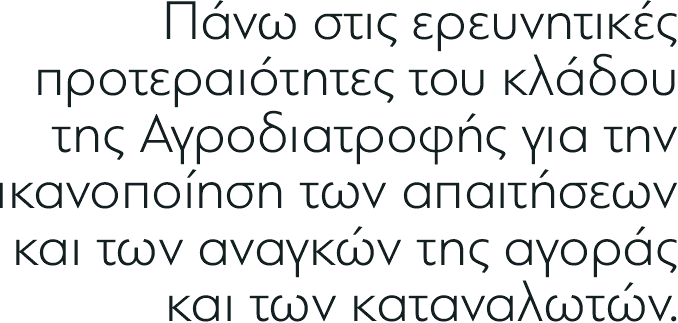 Πάνω στις ερευνητικές
προτεραιότητες του κλάδου
της Αγροδιατροφής για την
ικανοποίηση των απαιτήσεων
και των αναγκών της αγοράς
και των καταναλωτών.